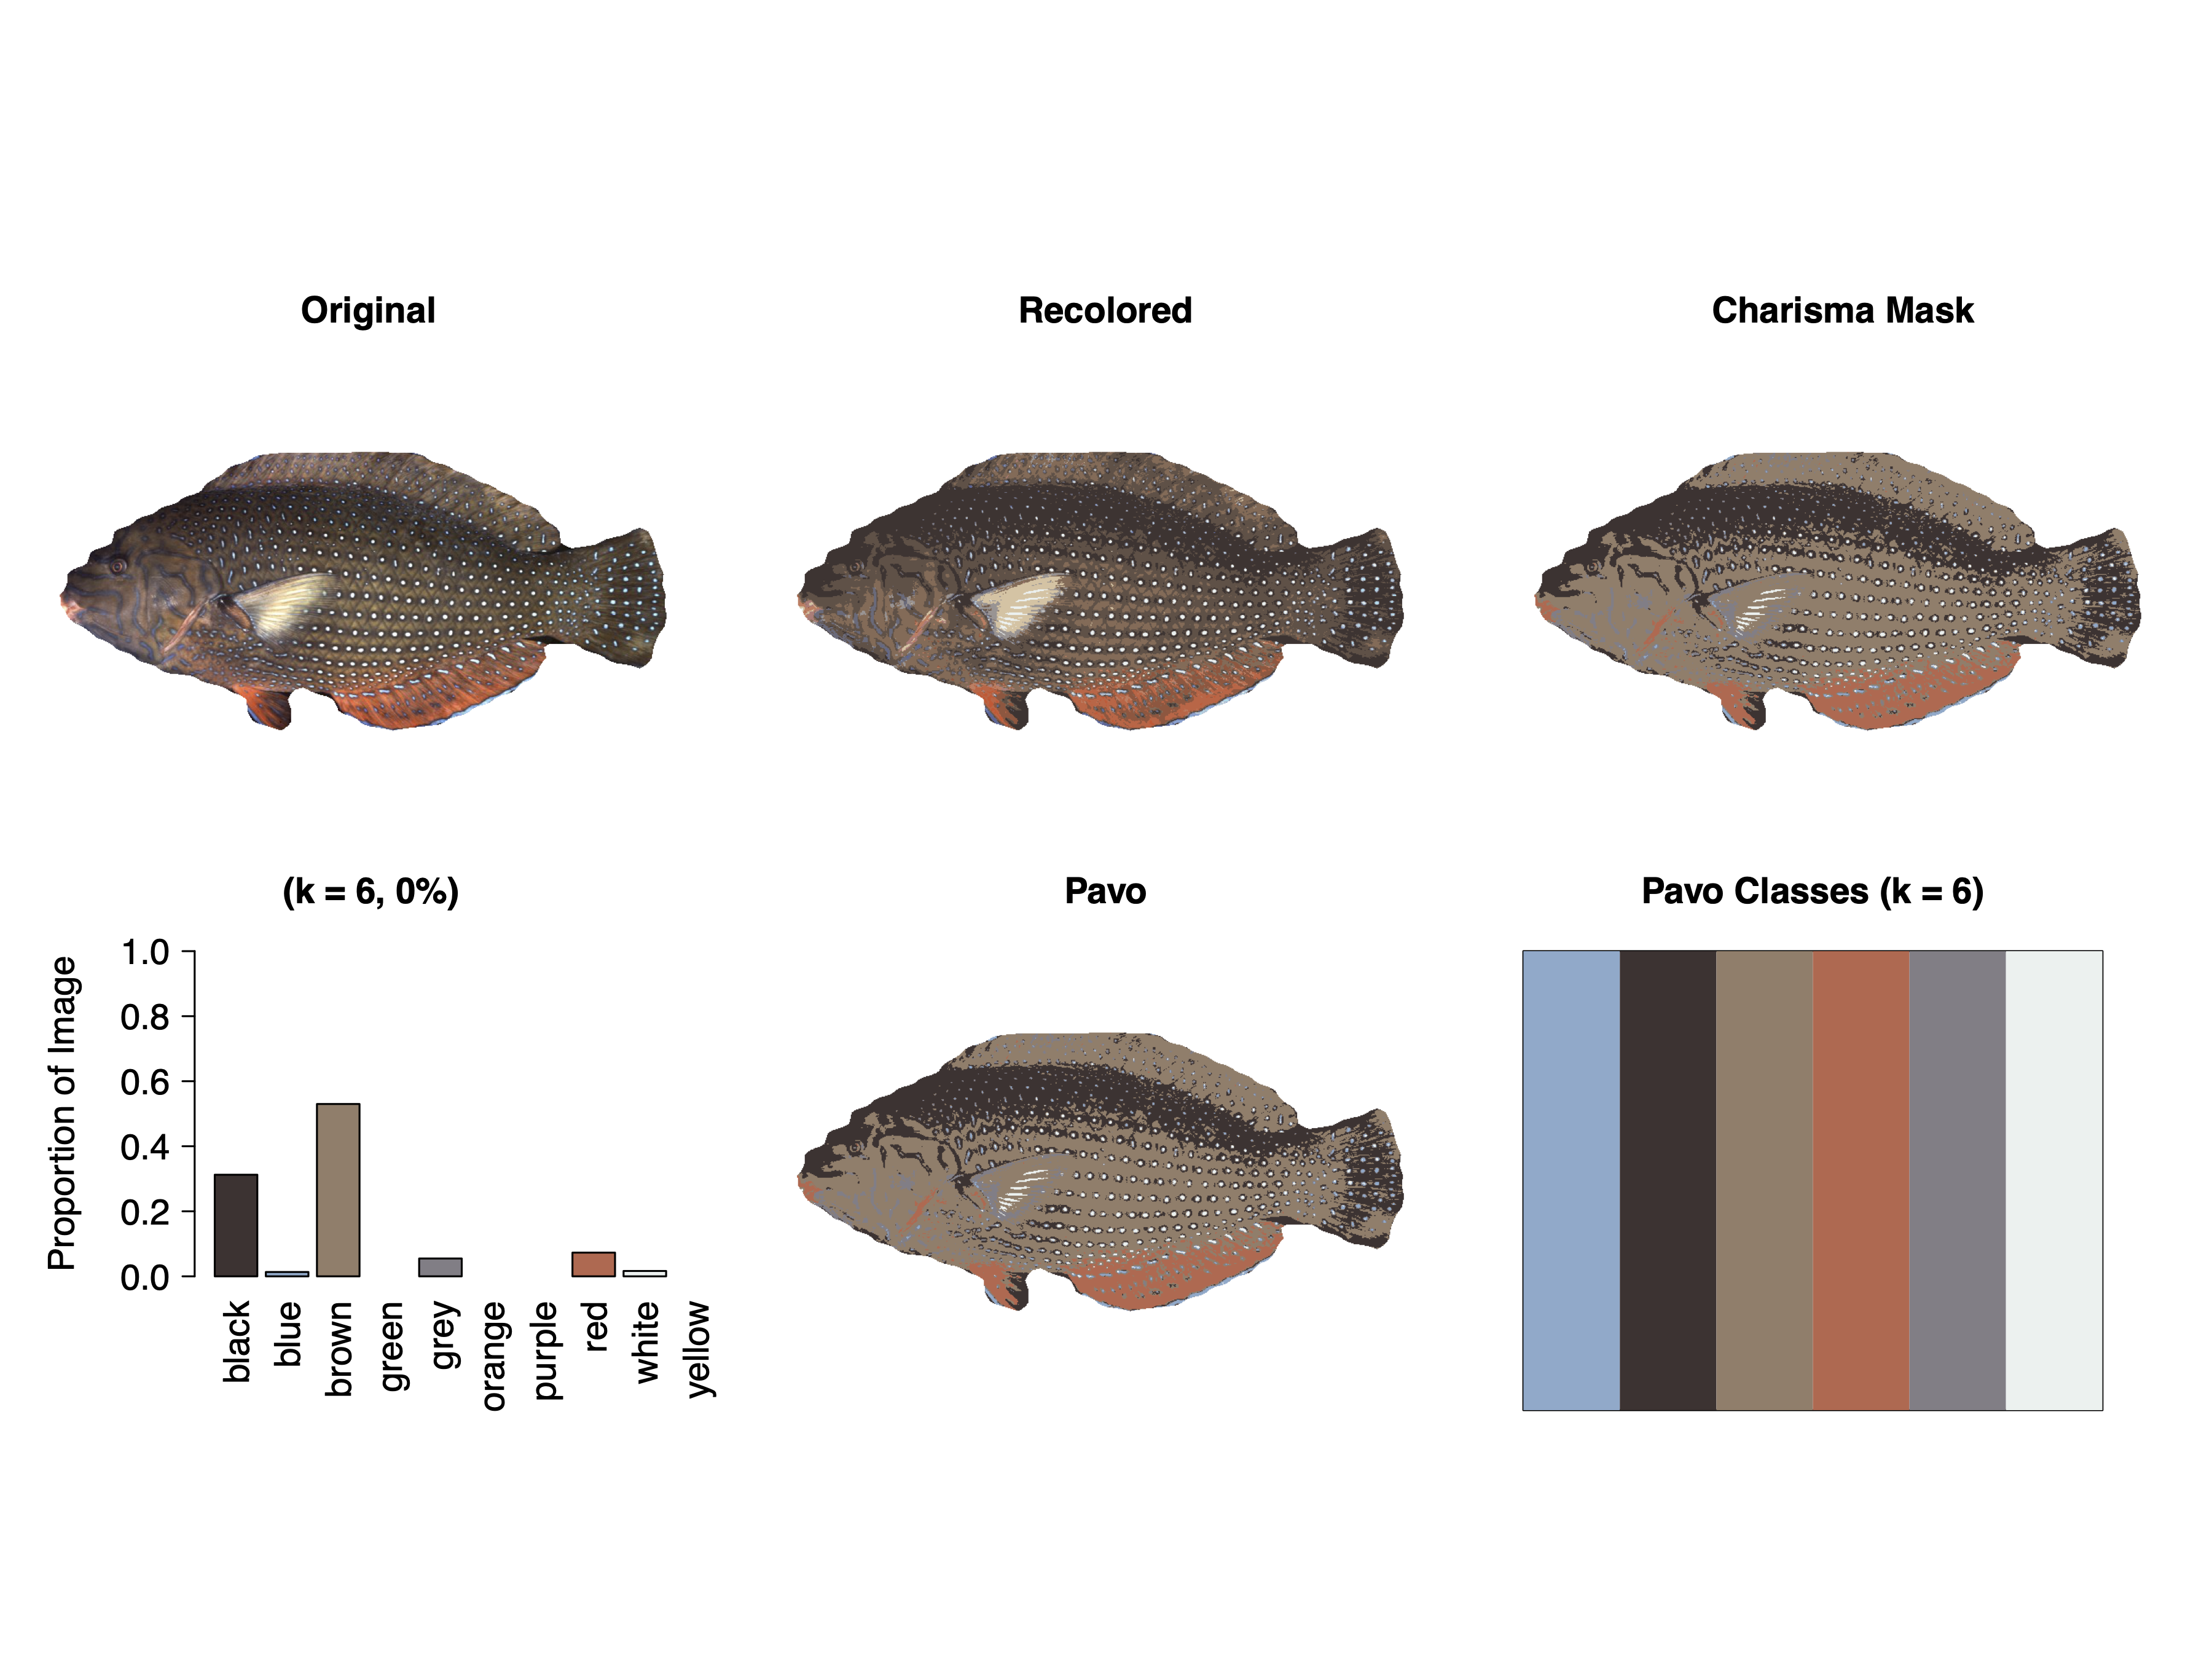 Original
Recolored
Charisma Mask
(k = 6, 0%)
Pavo
Pavo Classes (k = 6)
Proportion of Image
1.0
0.8
0.6
0.4
0.2
0.0
black
blue
brown
green
grey
orange
purple
red
white
yellow